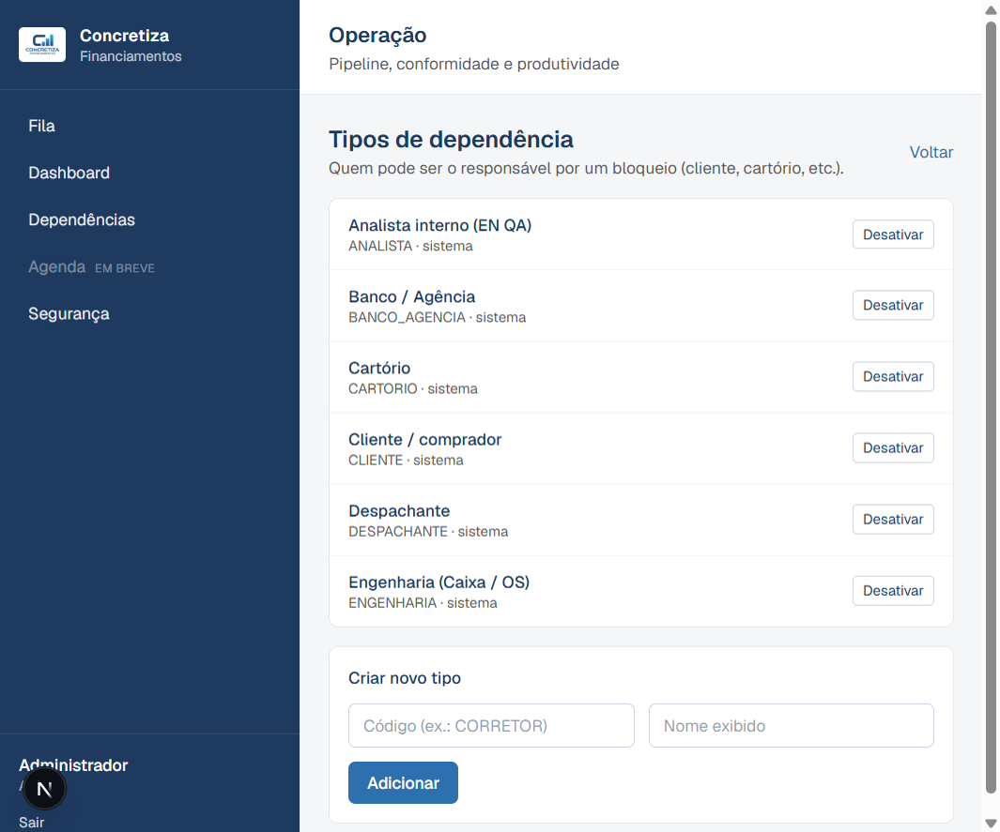 CONCRETIZA
Concretiza
Financiamentos
Fila
Dashboard
Dependências
Agenda EM BREVE
Segurança
Administrador
N
Sair
Operação
Pipeline, conformidade e produtividade
Tipos de dependência
Quem pode ser o responsável por um bloqueio (cliente, cartório, etc.).
Voltar
Analista interno (EN QA)
ANALISTA · sistema
Desativar
Banco / Agência
BANCO_AGENCIA · sistema
Desativar
Cartório
CARTORIO · sistema
Desativar
Cliente / comprador
CLIENTE · sistema
Desativar
Despachante
DESPACHANTE · sistema
Desativar
Engenharia (Caixa / OS)
ENGENHARIA · sistema
Desativar
Criar novo tipo
Código (ex.: CORRETOR)
Nome exibido
Adicionar